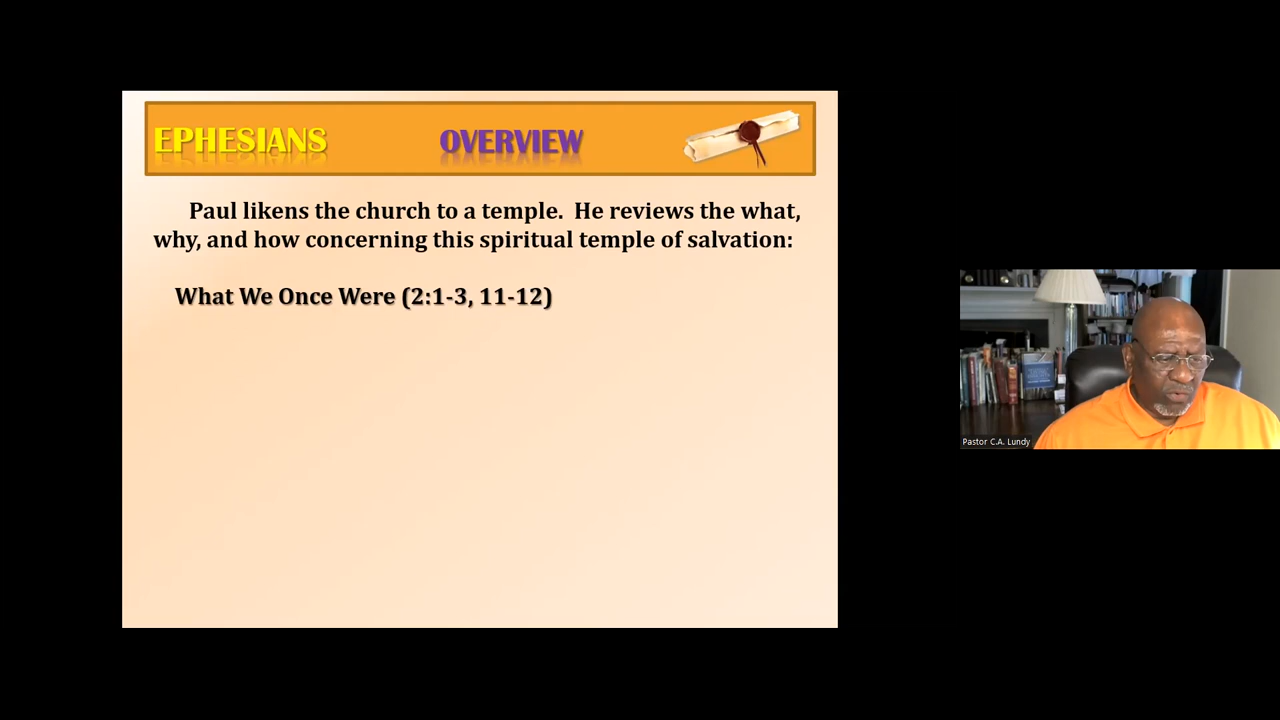 EPHESIANS OVERVIEW
Paul likens the church to a temple. He reviews the what,
why, and how concerning this spiritual temple of salvation:
What We Once Were (2:1-3, 11-12)
Pastor C.A. Lundy